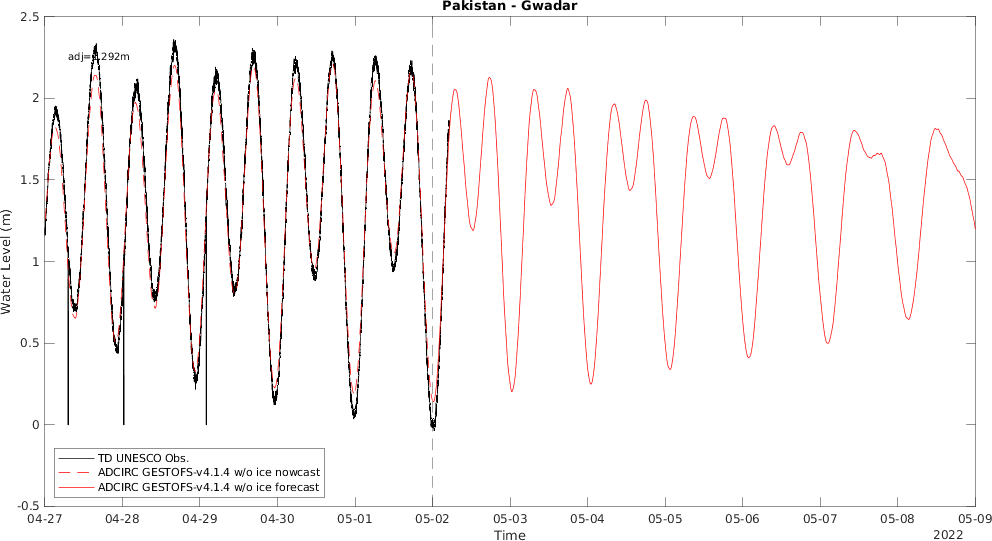 Pakistan - Gwadar
2.5
2
1.5
1
0.5
0
-0.5
Water Level (m)
TD UNESCO Obs.
ADCIRC GESTOFS-v4.1.4 w/o ice nowcast
ADCIRC GESTOFS-v4.1.4 w/o ice forecast
04-27 04-28 04-29 04-30 05-01 05-02 05-03 05-04 05-05 05-06 05-07 05-08 05-09
Time
2022